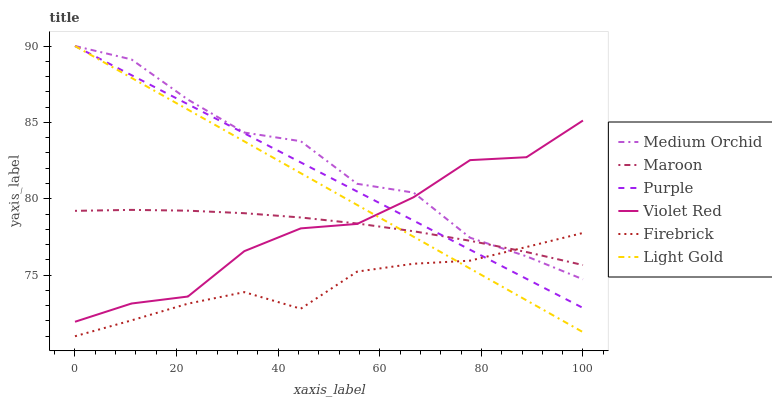 title
90
85
80
75
0
20
40
60
80
100
yaxis_label
xaxis_label
Medium Orchid
Maroon
Purple
Violet Red
Firebrick
Light Gold